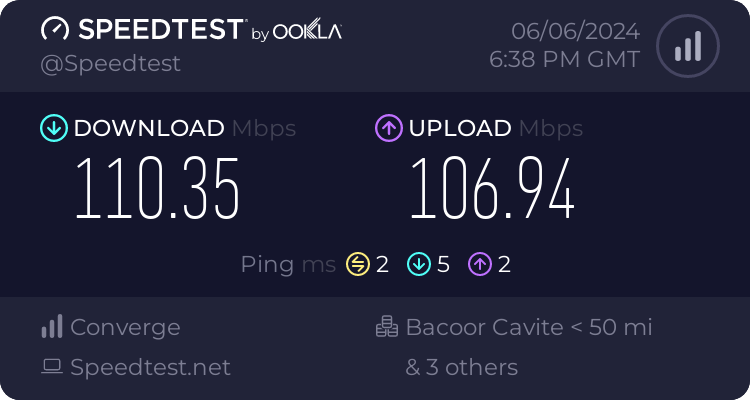 SPEEDTEST by OOKLA
@Speedtest
06/06/2024
6:38 PM GMT
DOWNLOAD Mbps
110.35
UPLOAD Mbps
106.94
Ping ms 2 5 2
Converge
Bacoor Cavite < 50 mi
Speedtest.net
& 3 others